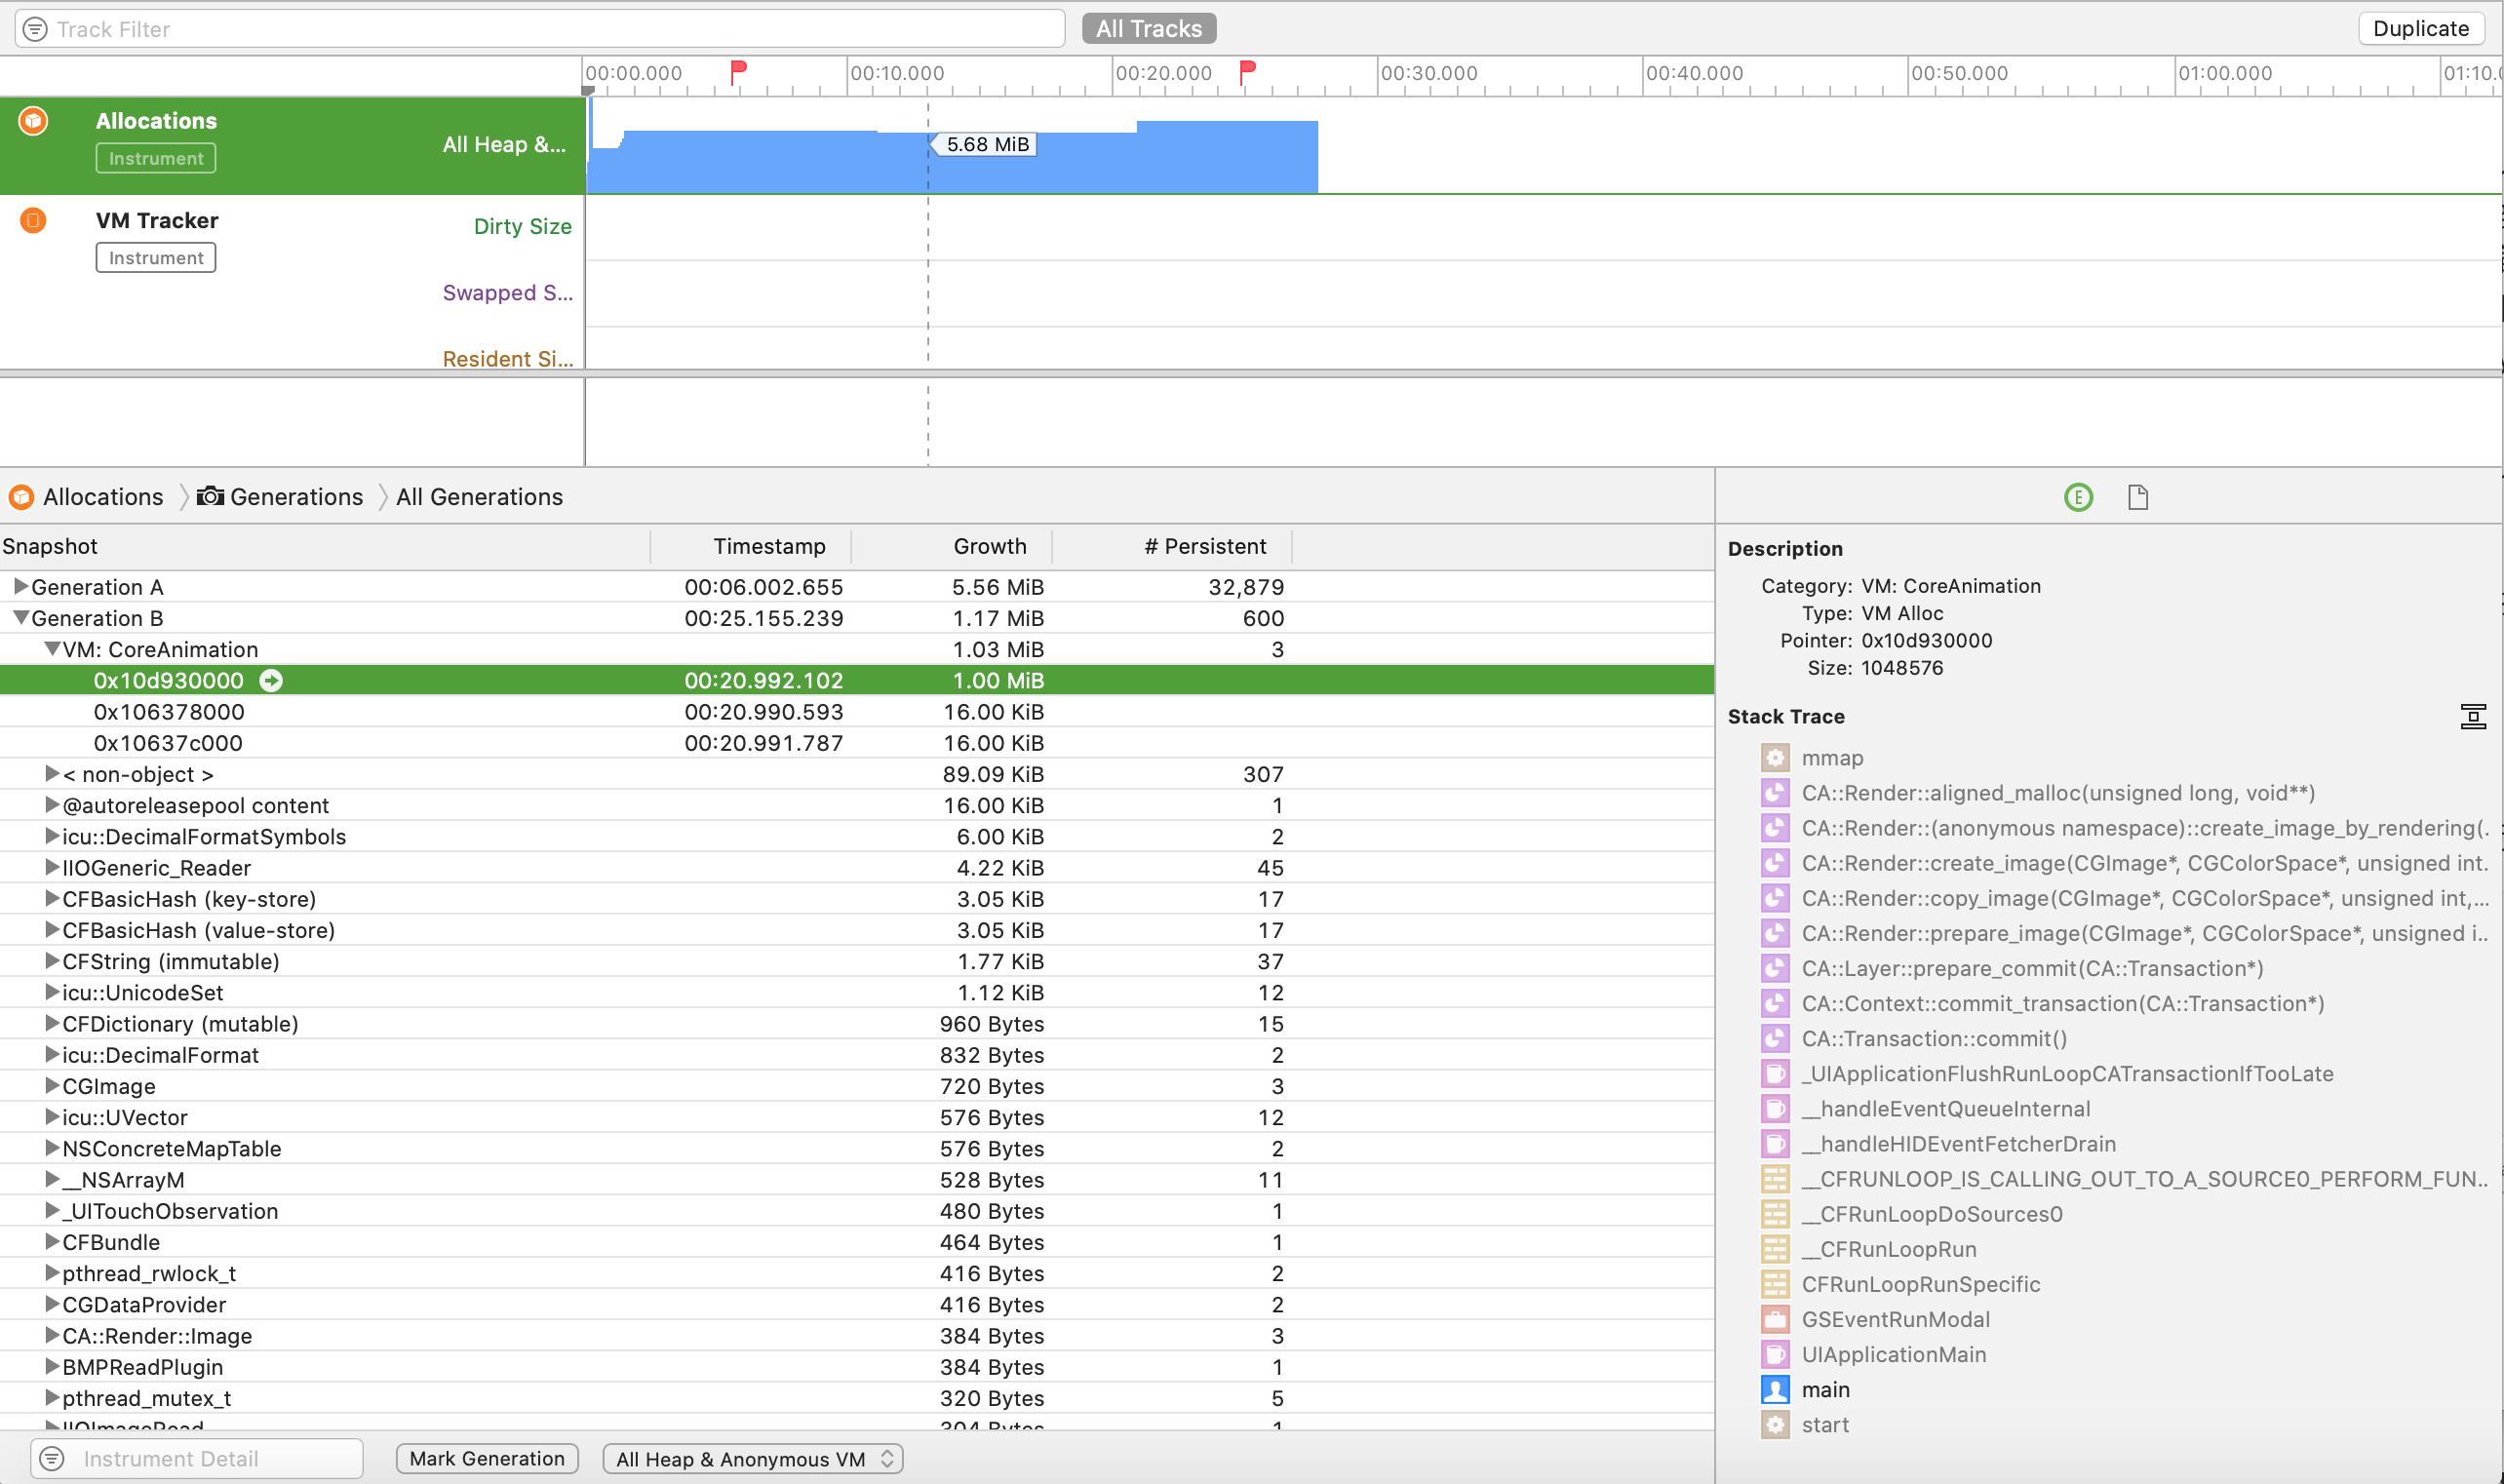 Track Filter All Tracks Duplicate
00:00.000 00:10.000 00:20.000 00:30.000 00:40.000 00:50.000 01:00.000 01:10.
Allocations
Instrument
All Heap &...
5.68 MiB
VM Tracker
Instrument
Dirty Size
Swapped S...
Resident Si...
Allocations Generations All Generations
Snapshot Timestamp Growth # Persistent
Generation A 00:06.002.655 5.56 MiB 32,879
Generation B 00:25.155.239 1.17 MiB 600
VM: CoreAnimation 1.03 MiB 3
0x10d930000 00:20.992.102 1.00 MiB
0x106378000 00:20.990.593 16.00 KiB
0x10637c000 00:20.991.787 16.00 KiB
< non-object > 89.09 KiB 307
@autoreleasepool content 16.00 KiB 1
icu::DecimalFormatSymbols 6.00 KiB 2
IIOGeneric_Reader 4.22 KiB 45
CFBasicHash (key-store) 3.05 KiB 17
CFBasicHash (value-store) 3.05 KiB 17
CFString (immutable) 1.77 KiB 37
icu::UnicodeSet 1.12 KiB 12
CFDictionary (mutable) 960 Bytes 15
icu::DecimalFormat 832 Bytes 2
CGImage 720 Bytes 3
icu::UVector 576 Bytes 12
NSConcreteMapTable 576 Bytes 2
__NSArrayM 528 Bytes 11
_UITouchObservation 480 Bytes 1
CFBundle 464 Bytes 1
pthread_rwlock_t 416 Bytes 2
CGDataProvider 416 Bytes 2
CA::Render::Image 384 Bytes 3
BMPReadPlugin 384 Bytes 1
pthread_mutex_t 320 Bytes 5
IIOImageRead 304 Bytes 1
Instrument Detail Mark Generation All Heap & Anonymous VM
E
Description
Category: VM: CoreAnimation
Type: VM Alloc
Pointer: 0x10d930000
Size: 1048576
Stack Trace
mmap
CA::Render::aligned_malloc(unsigned long, void**)
CA::Render::(anonymous namespace)::create_image_by_rendering(.
CA::Render::create_image(CGImage*, CGColorSpace*, unsigned int.
CA::Render::copy_image(CGImage*, CGColorSpace*, unsigned int,...
CA::Render::prepare_image(CGImage*, CGColorSpace*, unsigned i..
CA::Layer::prepare_commit(CA::Transaction*)
CA::Context::commit_transaction(CA::Transaction*)
CA::Transaction::commit()
_UIApplicationFlushRunLoopCATransactionIfTooLate
__handleEventQueueInternal
__handleHIDEventFetcherDrain
__CFRUNLOOP_IS_CALLING_OUT_TO_A_SOURCE0_PERFORM_FUN..
__CFRunLoopDoSources0
__CFRunLoopRun
CFRunLoopRunSpecific
GSEventRunModal
UIApplicationMain
main
start